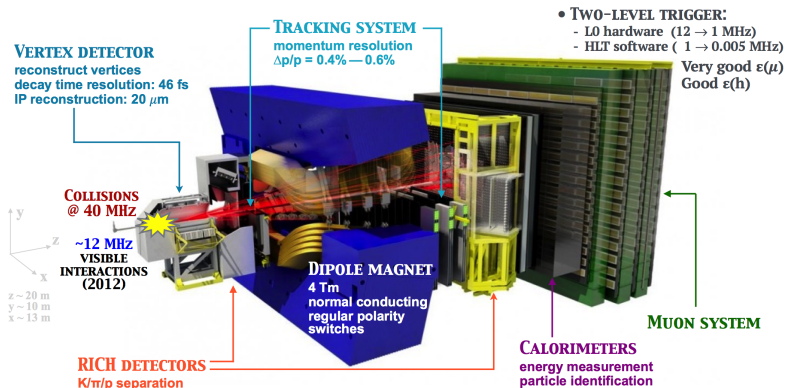 VERTEX DETECTOR
reconstruct vertices
decay time resolution: 46 fs
IP reconstruction: 20 μm
TRACKING SYSTEM
momentum resolution
Δp/p = 0.4% — 0.6%
• TWO-LEVEL TRIGGER:
- L0 hardware (12 → 1 MHz)
- HLT software ( 1 → 0.005 MHz)
Very good ε(μ)
Good ε(h)
COLLISIONS
@ 40 MHz
~12 MHz
VISIBLE
INTERACTIONS
(2012)
y
z
x
z ~ 20 m
y ~ 10 m
x ~ 13 m
DIPOLE MAGNET
4 Tm
normal conducting
regular polarity
switches
MUON SYSTEM
CALORIMETERS
energy measurement
particle identification
RICH DETECTORS
K/π/p separation